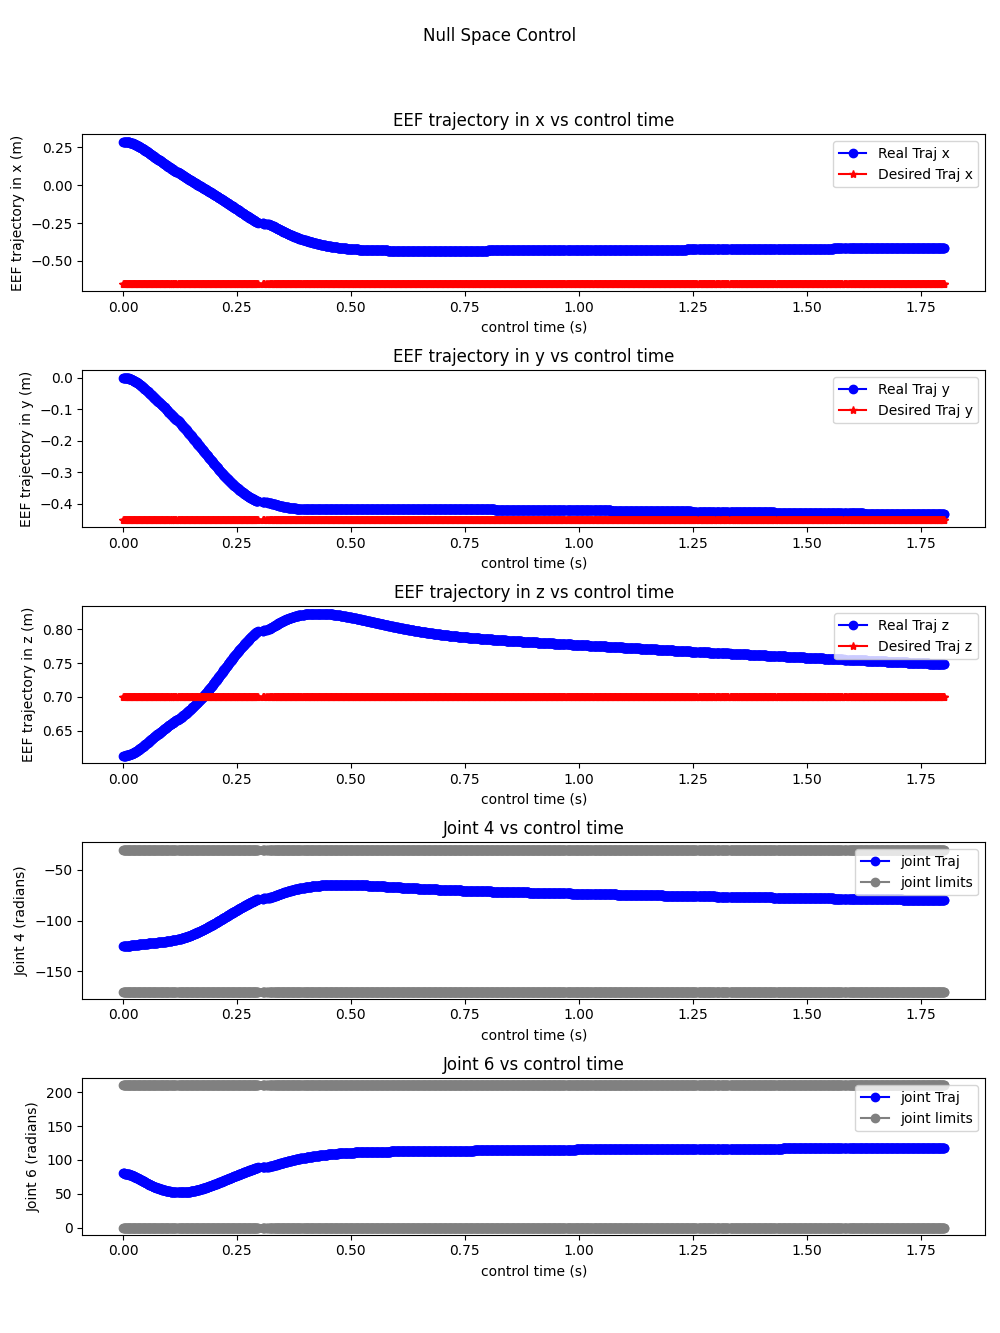 Null Space Control
EEF trajectory in x vs control time
EEF trajectory in x (m)
0.25
0.00
−0.25
−0.50
Real Traj x
Desired Traj x
0.00 0.25 0.50 0.75 1.00 1.25 1.50 1.75
control time (s)
EEF trajectory in y vs control time
EEF trajectory in y (m)
0.0
−0.1
−0.2
−0.3
−0.4
Real Traj y
Desired Traj y
0.00 0.25 0.50 0.75 1.00 1.25 1.50 1.75
control time (s)
EEF trajectory in z vs control time
EEF trajectory in z (m)
0.80
0.75
0.70
0.65
Real Traj z
Desired Traj z
0.00 0.25 0.50 0.75 1.00 1.25 1.50 1.75
control time (s)
Joint 4 vs control time
Joint 4 (radians)
−50
−100
−150
joint Traj
joint limits
0.00 0.25 0.50 0.75 1.00 1.25 1.50 1.75
control time (s)
Joint 6 vs control time
Joint 6 (radians)
200
150
100
50
0
joint Traj
joint limits
0.00 0.25 0.50 0.75 1.00 1.25 1.50 1.75
control time (s)